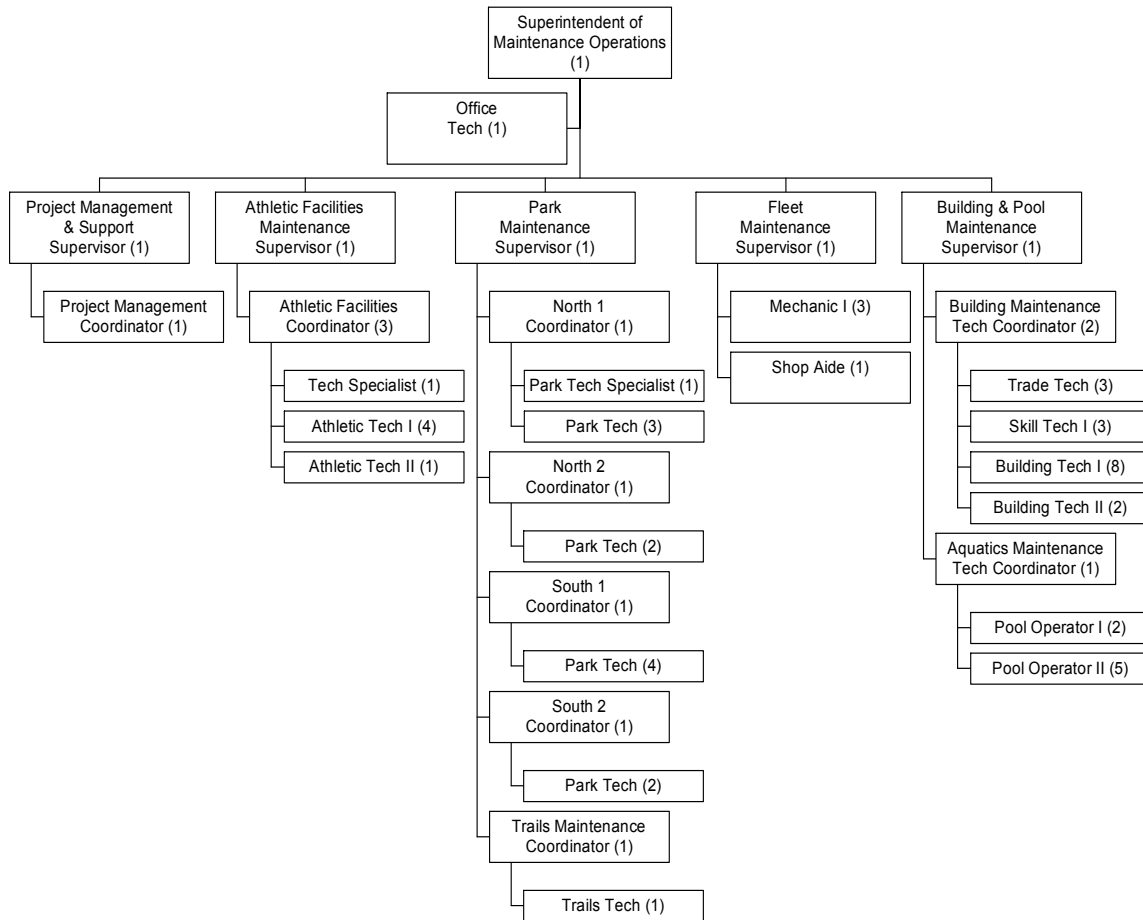 Superintendent of
Maintenance Operations
(1)
Office
Tech (1)
Project Management
& Support
Supervisor (1)
Project Management
Coordinator (1)
Athletic Facilities
Maintenance
Supervisor (1)
Athletic Facilities
Coordinator (3)
Tech Specialist (1)
Athletic Tech I (4)
Athletic Tech II (1)
Park
Maintenance
Supervisor (1)
North 1
Coordinator (1)
Park Tech Specialist (1)
Park Tech (3)
North 2
Coordinator (1)
Park Tech (2)
South 1
Coordinator (1)
Park Tech (4)
South 2
Coordinator (1)
Park Tech (2)
Trails Maintenance
Coordinator (1)
Trails Tech (1)
Fleet
Maintenance
Supervisor (1)
Mechanic I (3)
Shop Aide (1)
Building & Pool
Maintenance
Supervisor (1)
Building Maintenance
Tech Coordinator (2)
Trade Tech (3)
Skill Tech I (3)
Building Tech I (8)
Building Tech II (2)
Aquatics Maintenance
Tech Coordinator (1)
Pool Operator I (2)
Pool Operator II (5)